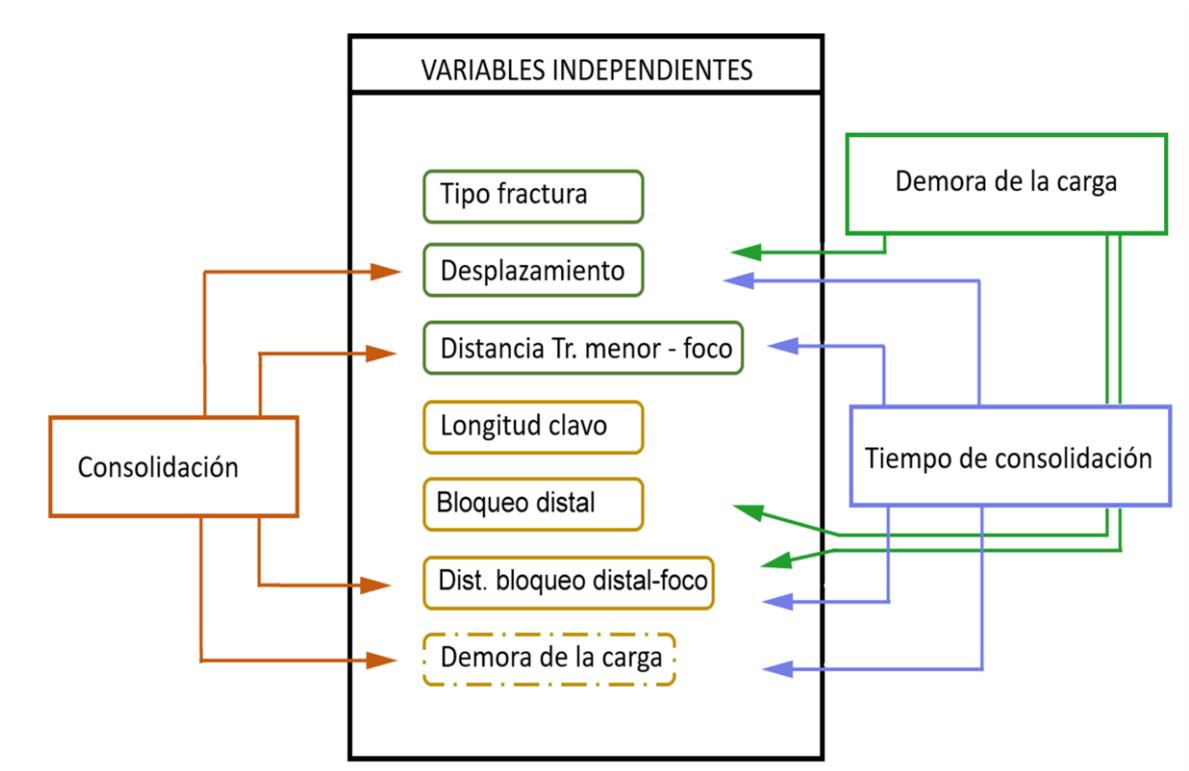 VARIABLES INDEPENDIENTES
Tipo fractura
Desplazamiento
Distancia Tr. menor - foco
Longitud clavo
Bloqueo distal
Dist. bloqueo distal-foco
Demora de la carga
Consolidación
Demora de la carga
Tiempo de consolidación